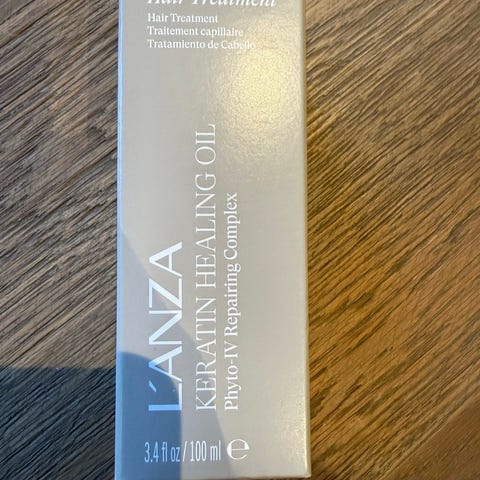 Hair Treatment
Hair Treatment
Traitement capillaire
Tratamiento de Cabello
L'ANZA
KERATIN HEALING OIL
Phyto-IV Repairing Complex
3.4 fl oz / 100 ml ℮